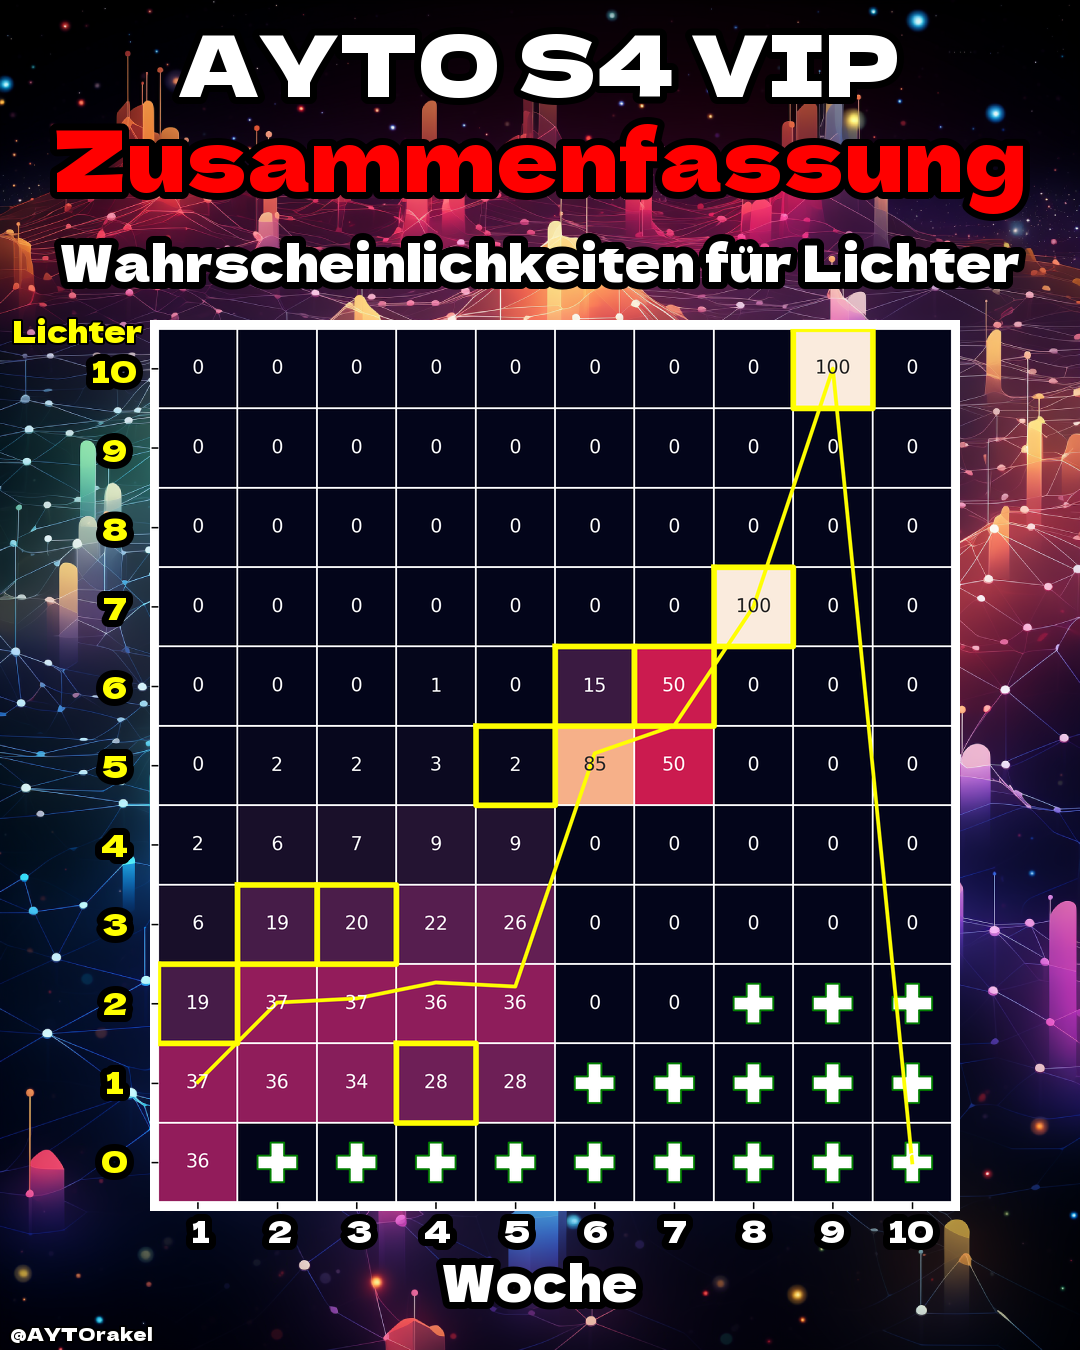 AYTO S4 VIP
Zusammenfassung
Wahrscheinlichkeiten für Lichter
Lichter
10 0 0 0 0 0 0 0 0 100 0
9 0 0 0 0 0 0 0 0 0 0
8 0 0 0 0 0 0 0 0 0 0
7 0 0 0 0 0 0 0 100 0 0
6 0 0 0 1 0 15 50 0 0 0
5 0 2 2 3 2 85 50 0 0 0
4 2 6 7 9 9 0 0 0 0 0
3 6 19 20 22 26 0 0 0 0 0
2 19 37 37 36 36 0 0
1 37 36 34 28 28
0 36
1 2 3 4 5 6 7 8 9 10
Woche
@AYTOrakel